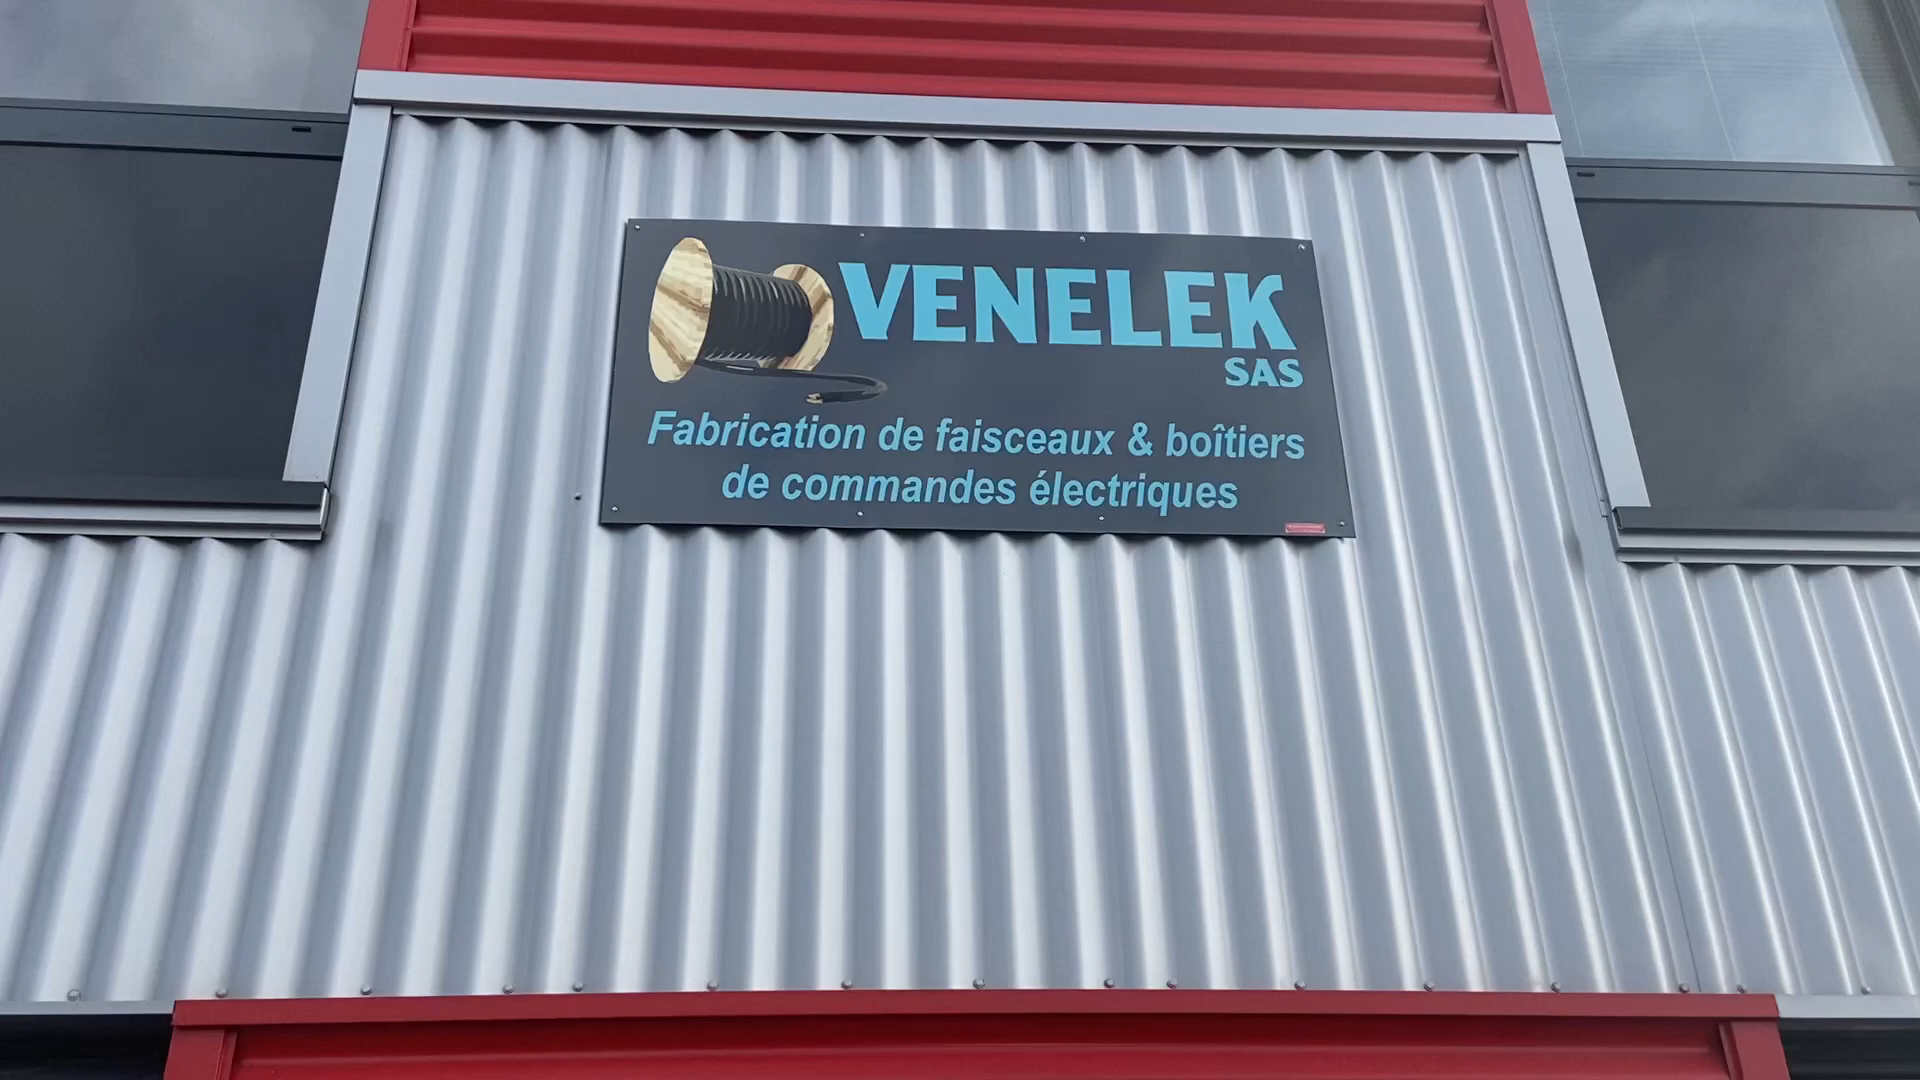 VENELEK
SAS
Fabrication de faisceaux & boîtiers
de commandes électriques